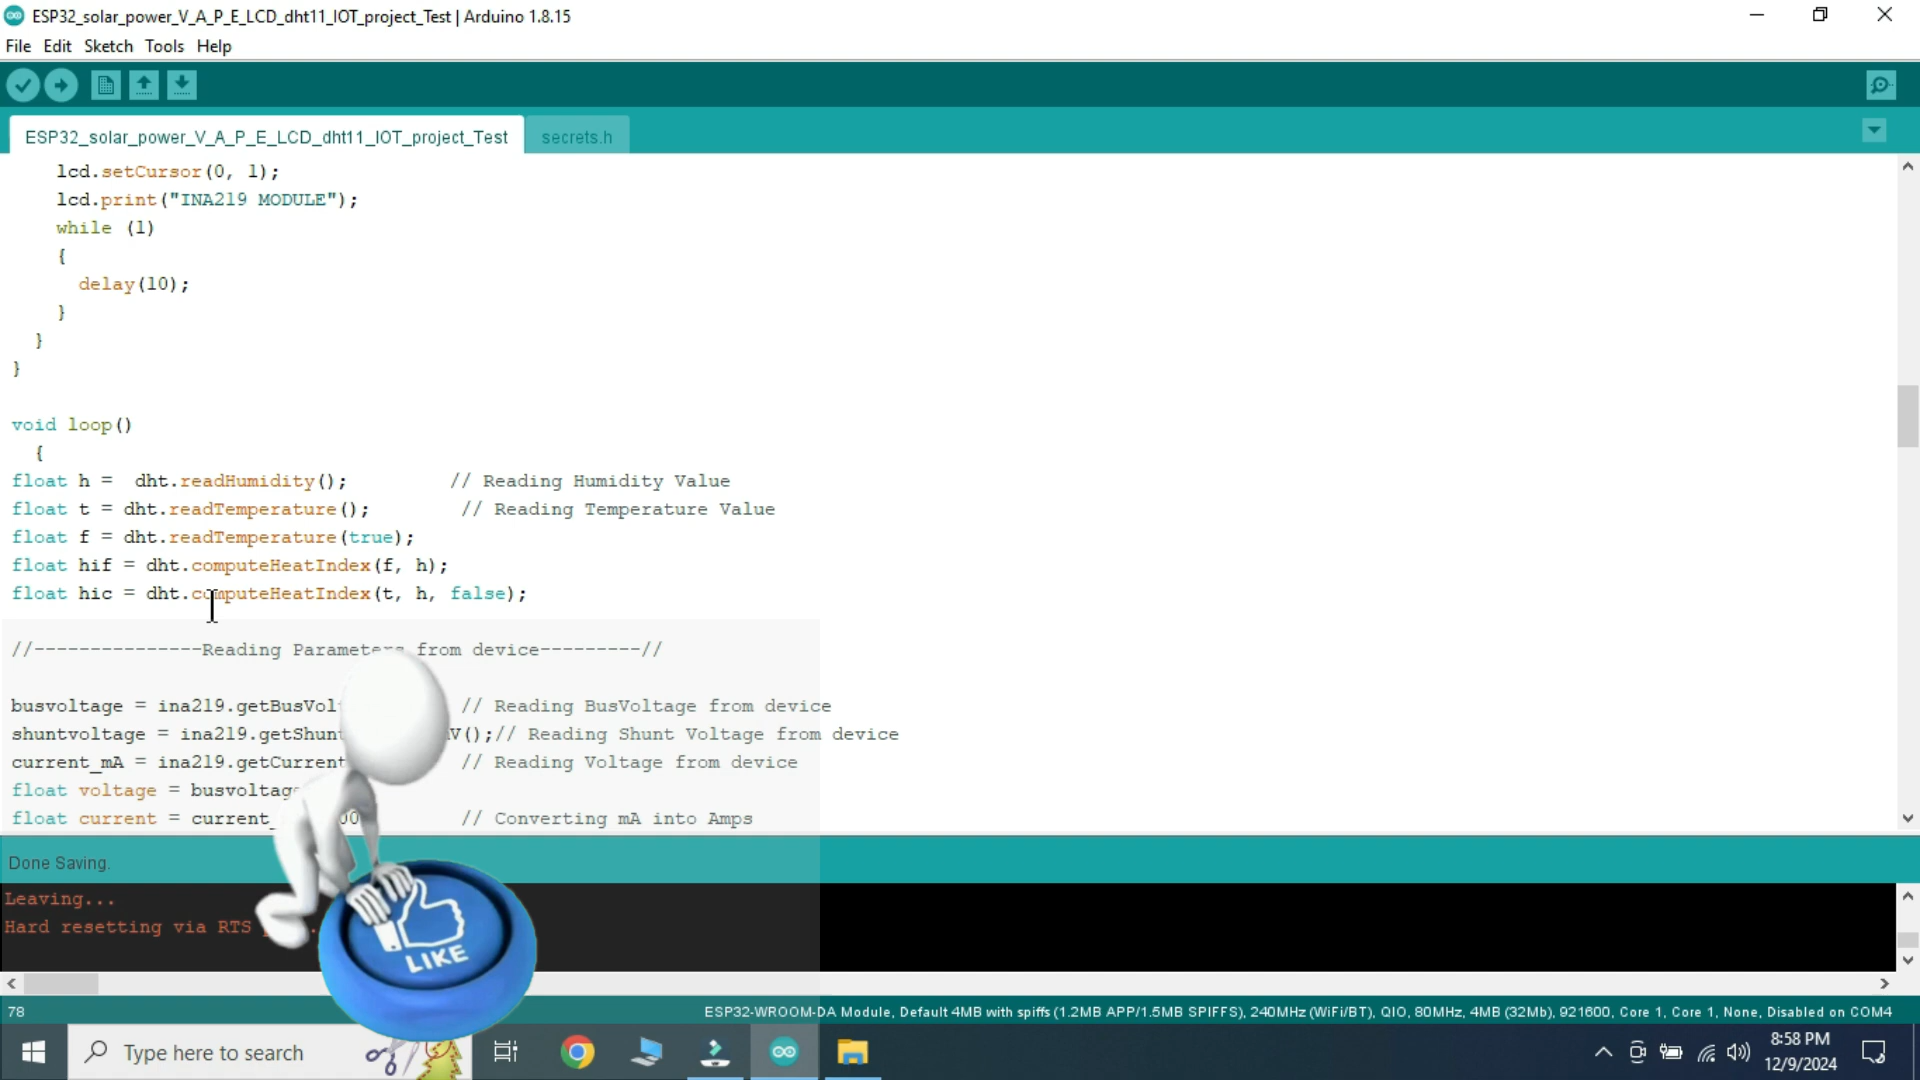 ESP32_solar_power_V_A_P_E_LCD_dht11_IOT_project_Test | Arduino 1.8.15
File Edit Sketch Tools Help
ESP32_solar_power_V_A_P_E_LCD_dht11_IOT_project_Test secrets.h
lcd.setCursor(0, 1);
lcd.print("INA219 MODULE");
while (1)
{
delay(10);
}
}
}
void loop()
{
float h =  dht.readHumidity(); // Reading Humidity Value
float t = dht.readTemperature(); // Reading Temperature Value
float f = dht.readTemperature(true);
float hif = dht.computeHeatIndex(f, h);
float hic = dht.computeHeatIndex(t, h, false);
//---------------Reading Parameters from device---------//
busvoltage = ina219.getBusVol // Reading BusVoltage from device
shuntvoltage = ina219.getShunt V();// Reading Shunt Voltage from device
current_mA = ina219.getCurrent // Reading Voltage from device
float voltage = busvoltage
float current = current_ // Converting mA into Amps
Done Saving.
Leaving...
Hard resetting via RTS
LIKE
78 ESP32-WROOM-DA Module, Default 4MB with spiffs (1.2MB APP/1.5MB SPIFFS), 240MHz (WiFi/BT), QIO, 80MHz, 4MB (32Mb), 921600, Core 1, Core 1, None, Disabled on COM4
Type here to search
8:58 PM
12/9/2024